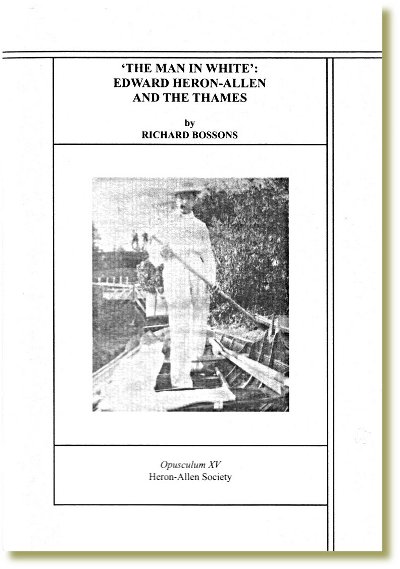 ‘THE MAN IN WHITE’:
EDWARD HERON-ALLEN
AND THE THAMES
by
RICHARD BOSSONS
Opusculum XV
Heron-Allen Society